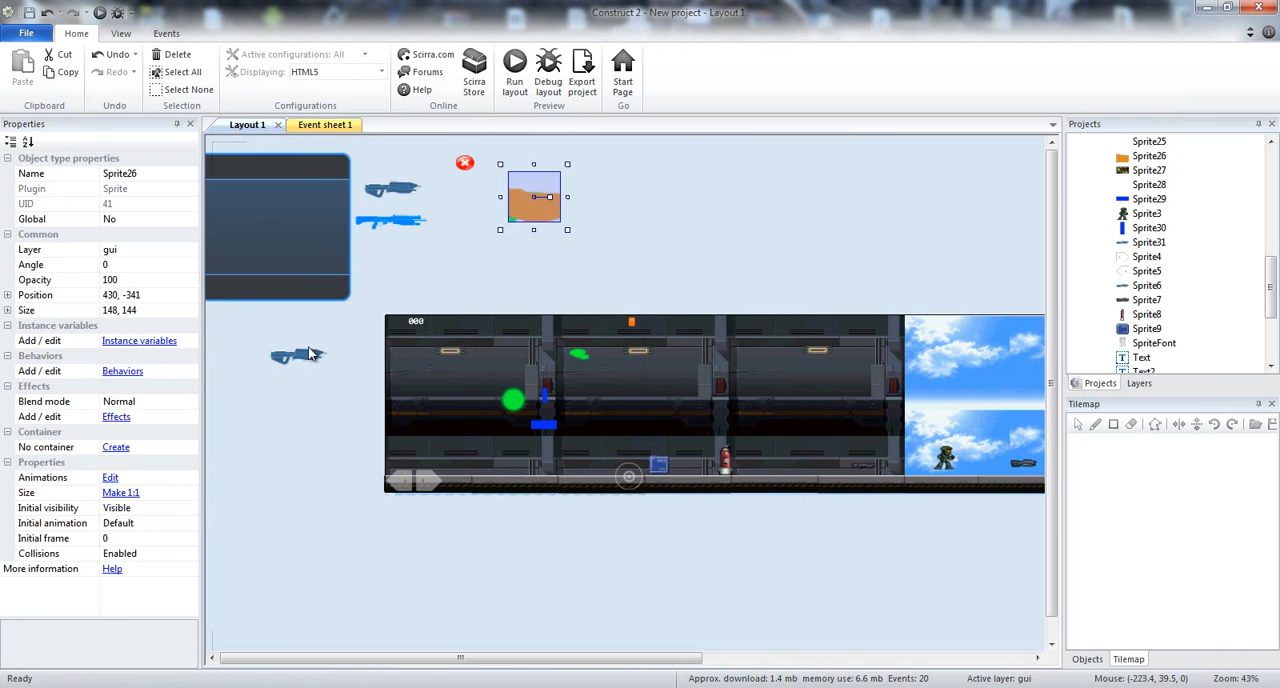 Construct 2 - New project - Layout 1
File Home View Events
Paste Cut Copy Clipboard
Undo Redo Undo
Delete Select All Select None Selection
Active configurations: All
Displaying: HTML5
Configurations
Scirra.com Forums Help Scirra Store Online
Run layout Debug layout Export project Preview
Start Page Go
Properties
Layout 1 Event sheet 1
Projects
Object type properties
Name Sprite26
Plugin Sprite
UID 41
Global No
Common
Layer gui
Angle 0
Opacity 100
Position 430, -341
Size 148, 144
Instance variables
Add / edit Instance variables
Behaviors
Add / edit Behaviors
Effects
Blend mode Normal
Add / edit Effects
Container
No container Create
Properties
Animations Edit
Size Make 1:1
Initial visibility Visible
Initial animation Default
Initial frame 0
Collisions Enabled
More information Help
000
Sprite25
Sprite26
Sprite27
Sprite28
Sprite29
Sprite3
Sprite30
Sprite31
Sprite4
Sprite5
Sprite6
Sprite7
Sprite8
Sprite9
SpriteFont
Text
Text2
Projects Layers
Tilemap
Objects Tilemap
Ready
Approx. download: 1.4 mb memory use: 6.6 mb Events: 20
Active layer: gui
Mouse: (-223.4, 39.5, 0)
Zoom: 43%